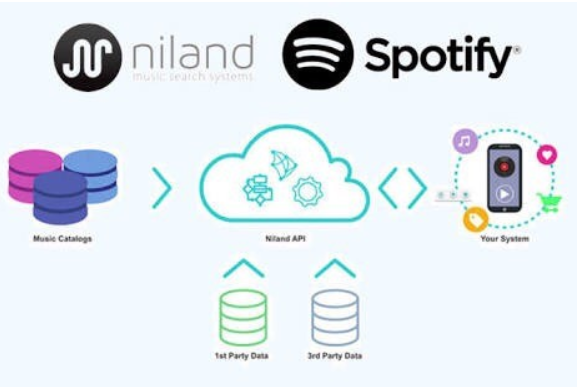 niland
music search systems
Spotify®
Music Catalogs
Niland API
Your System
1st Party Data
3rd Party Data